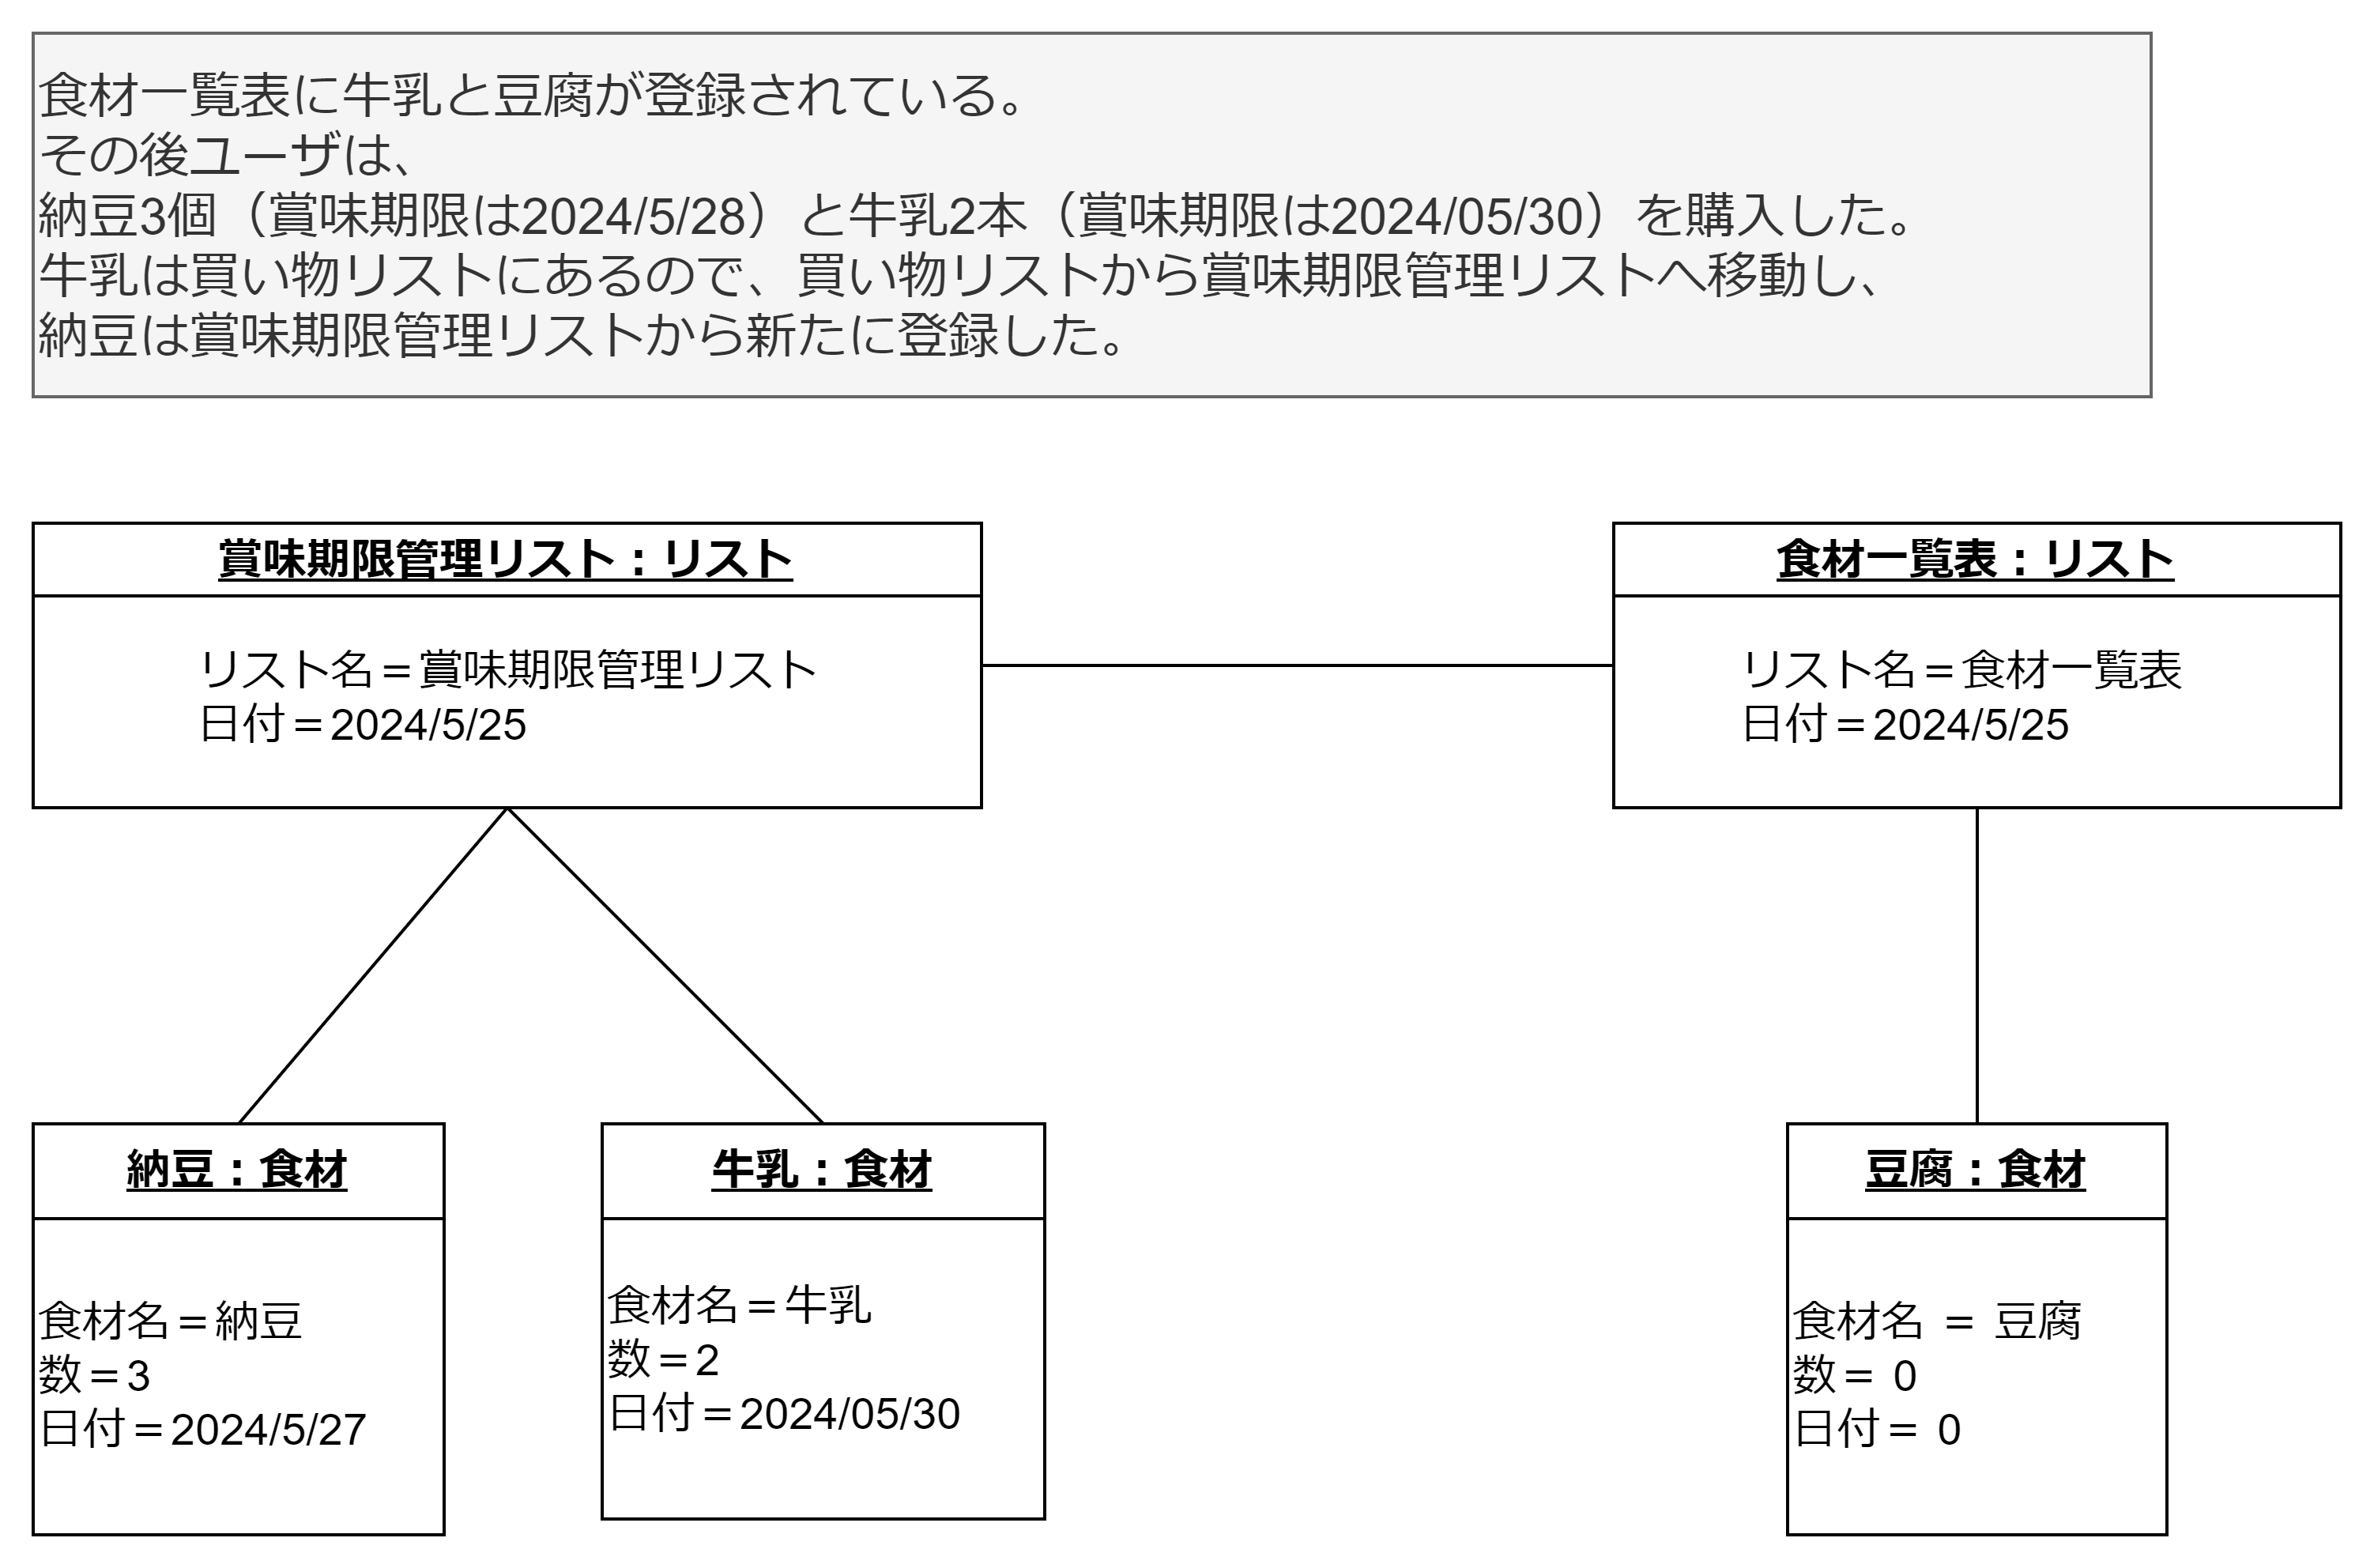 食材一覧表に牛乳と豆腐が登録されている。
その後ユーザは、
納豆3個（賞味期限は2024/5/28）と牛乳2本（賞味期限は2024/05/30）を購入した。
牛乳は買い物リストにあるので、買い物リストから賞味期限管理リストへ移動し、
納豆は賞味期限管理リストから新たに登録した。
賞味期限管理リスト：リスト
リスト名＝賞味期限管理リスト
日付＝2024/5/25
食材一覧表：リスト
リスト名＝食材一覧表
日付＝2024/5/25
納豆：食材
食材名＝納豆
数＝3
日付＝2024/5/27
牛乳：食材
食材名＝牛乳
数＝2
日付＝2024/05/30
豆腐：食材
食材名 ＝ 豆腐
数＝ 0
日付＝ 0